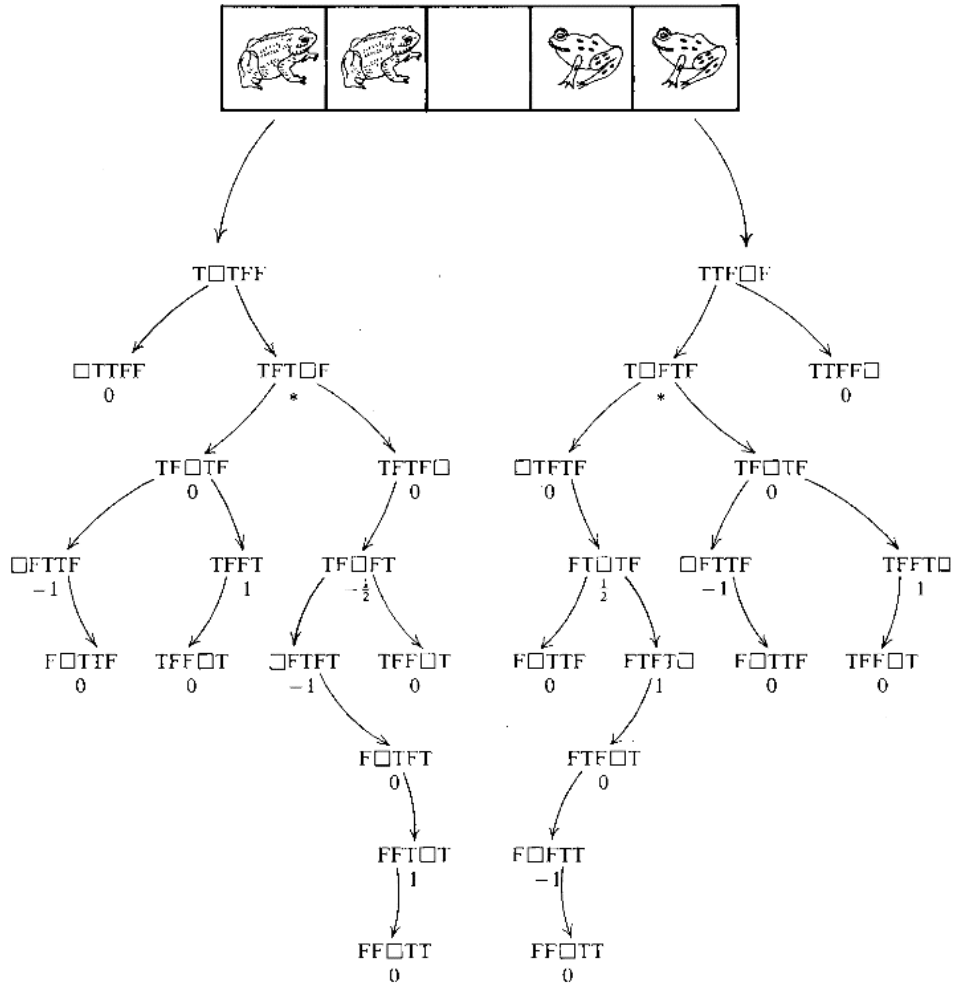 T□TFF TTF□F
□TTFF TFT□F T□FTF TTFF□
0 * * 0
TF□TF TFTF□ □TFTF TF□TF
0 0 0 0
□FTTF TFFT TF□FT FT□TF □FTTF TFFT□
-1 1 -½ ½ -1 1
F□TTF TFF□T □FTFT TFF□T F□TTF FTFT□ F□TTF TFF□T
0 0 -1 0 0 1 0 0
F□TFT FTF□T
0 0
FFT□T F□FTT
1 -1
FF□TT FF□TT
0 0